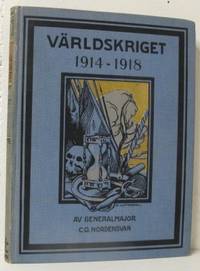 VÄRLDSKRIGET
1914-1918
AV GENERALMAJOR
C.O. NORDENSVAN